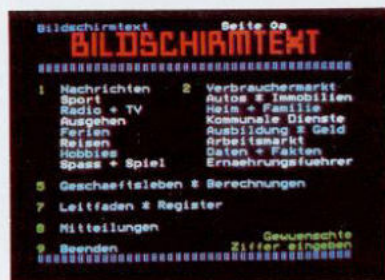 Bildschirmtext Seite 0a
BILDSCHIRMTEXT
1 Nachrichten 2 Verbrauchermarkt
Sport Autos * Immobilien
Radio + TV Heim + Familie
Ausgehen Kommunale Dienste
Ferien Ausbildung * Geld
Reisen Arbeitsmarkt
Hobbies Daten + Fakten
Spass + Spiel Ernaehrungsfuehrer
5 Geschaeftsleben * Berechnungen
7 Leitfaden * Register
8 Mitteilungen
Gewuenschte
9 Beenden Ziffer eingeben